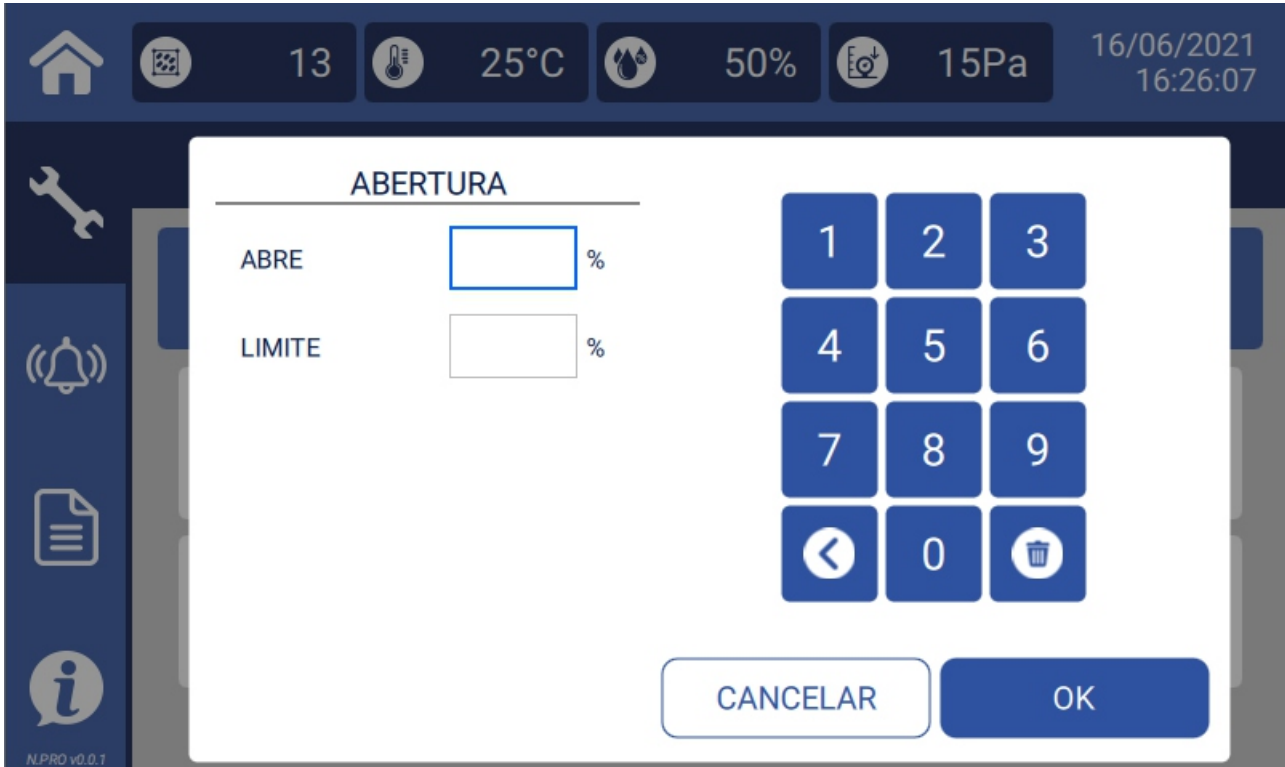 13 25°C 50% 15Pa 16/06/2021
16:26:07
ABERTURA
ABRE %
LIMITE %
1 2 3
4 5 6
7 8 9
0
CANCELAR OK
N.PRO v0.0.1